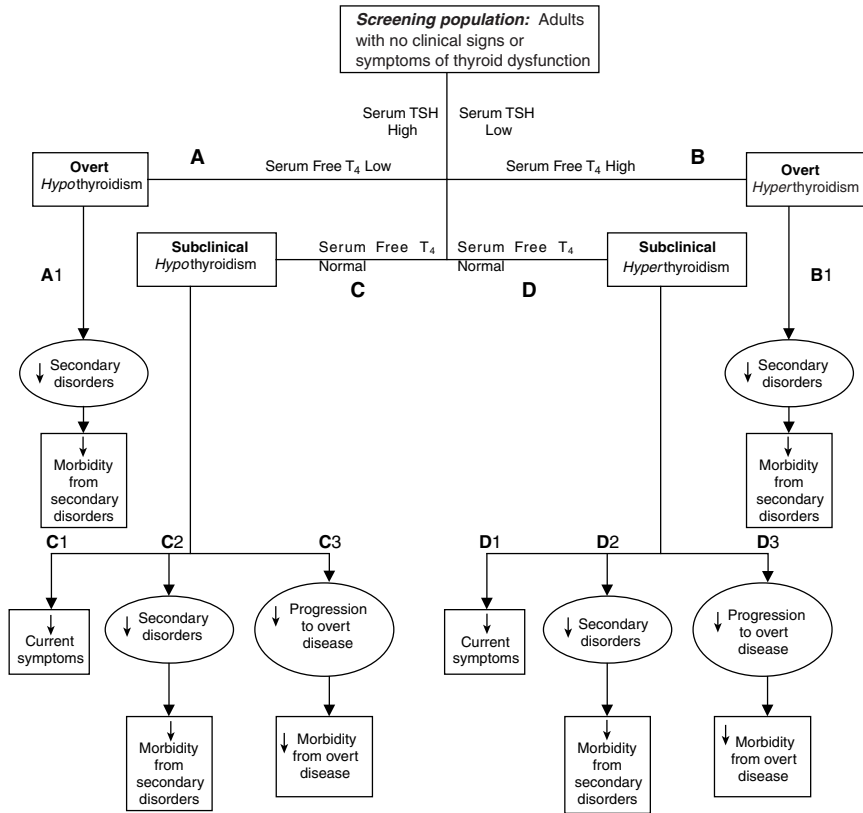 Screening population: Adults
with no clinical signs or
symptoms of thyroid dysfunction
Serum TSH
High
Serum TSH
Low
A
B
Serum Free T4 Low
Serum Free T4 High
Overt
Hypothyroidism
Overt
Hyperthyroidism
Subclinical
Hypothyroidism
Serum Free T4
Normal
Serum Free T4
Normal
Subclinical
Hyperthyroidism
C
D
A1
B1
↓ Secondary
disorders
↓ Secondary
disorders
↓
Morbidity
from
secondary
disorders
↓
Morbidity
from
secondary
disorders
C1
C2
C3
D1
D2
D3
↓
Current
symptoms
↓ Secondary
disorders
↓ Progression
to overt
disease
↓
Current
symptoms
↓ Secondary
disorders
↓ Progression
to overt
disease
↓
Morbidity
from
secondary
disorders
↓ Morbidity
from overt
disease
↓
Morbidity
from
secondary
disorders
↓ Morbidity
from overt
disease